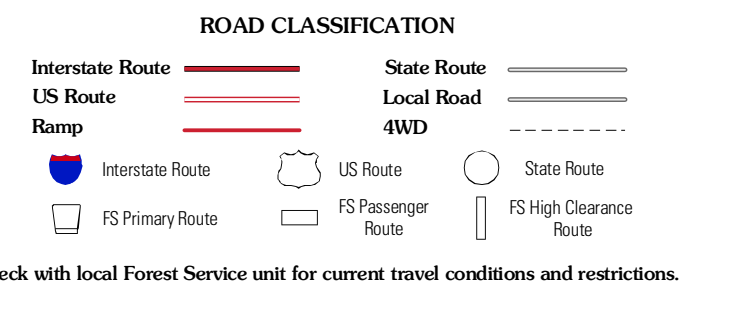 ROAD CLASSIFICATION
Interstate Route
State Route
US Route
Local Road
Ramp
4WD
Interstate Route
US Route
State Route
FS Primary Route
FS Passenger
Route
FS High Clearance
Route
with local Forest Service unit for current travel conditions and restrictions.